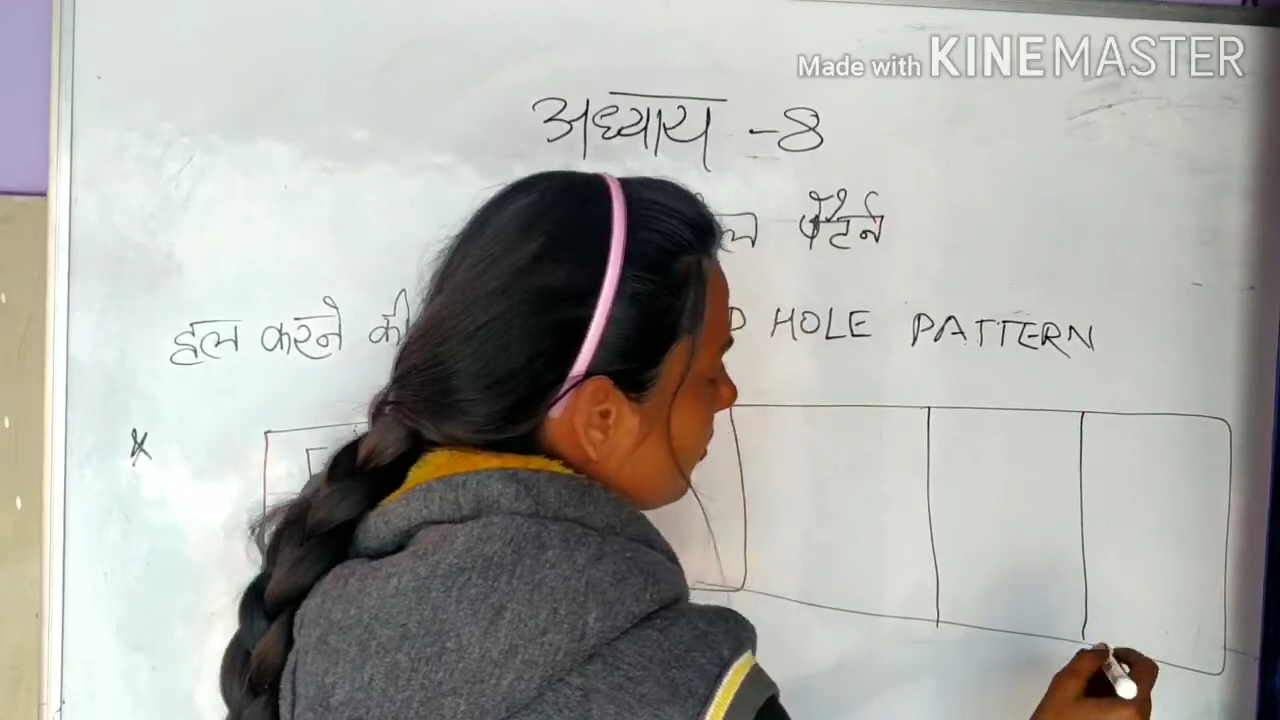 Made with KINEMASTER
अध्याय -8
ल पैटर्न
हल करने की HOLE PATTERN
*